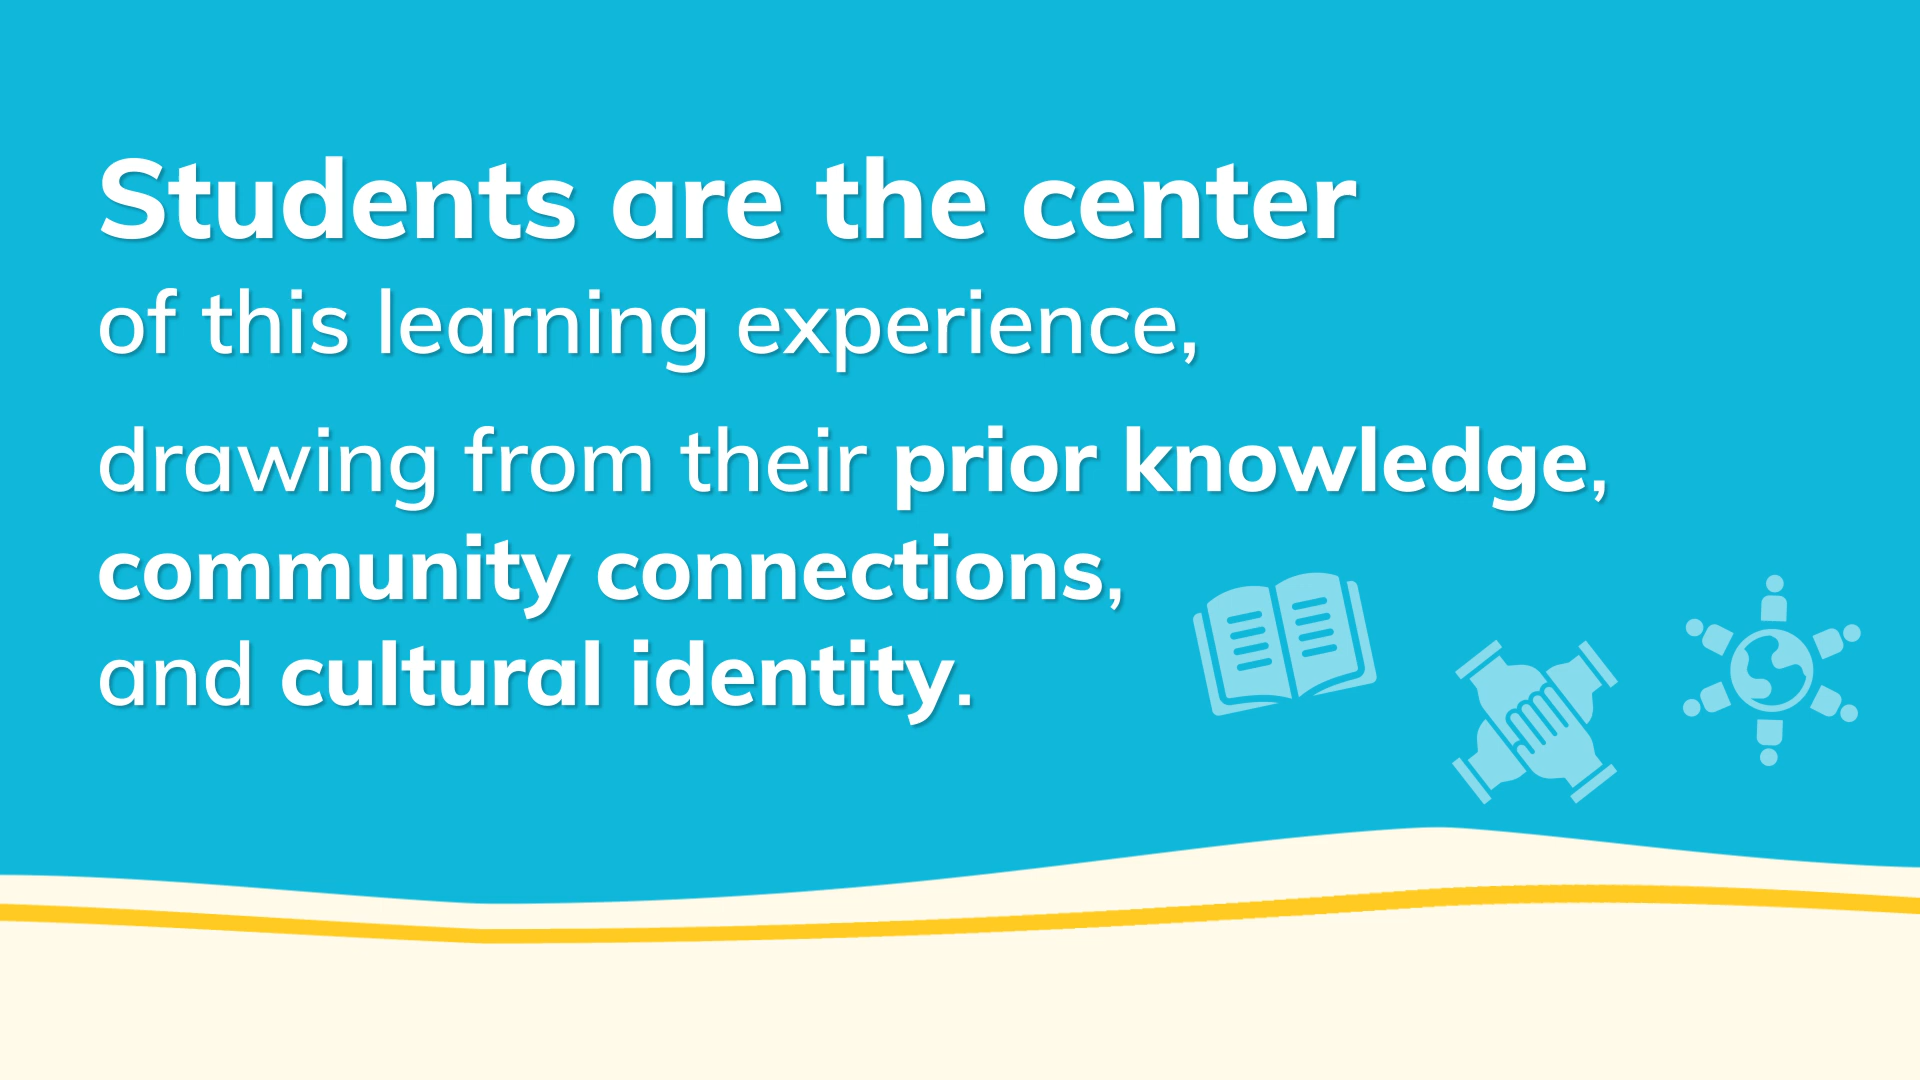 Students are the center
of this learning experience,
drawing from their prior knowledge,
community connections,
and cultural identity.